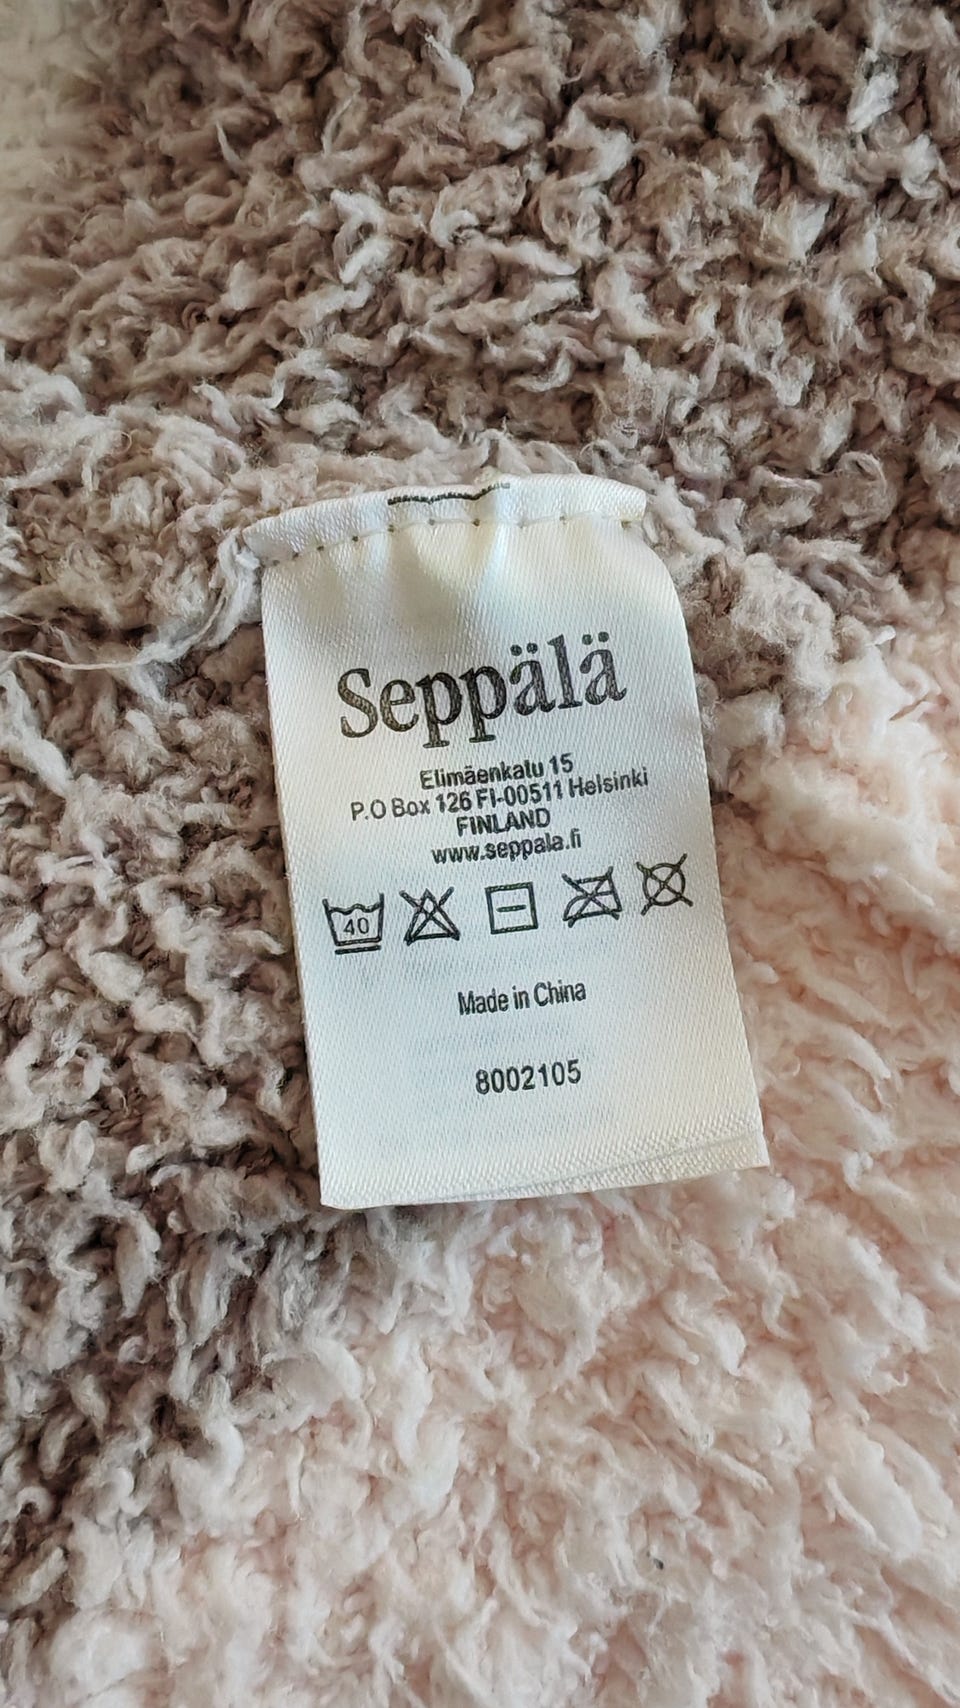 Seppälä
Elimäenkatu 15
P.O Box 126 FI-00511 Helsinki
FINLAND
www.seppala.fi
40
Made in China
8002105